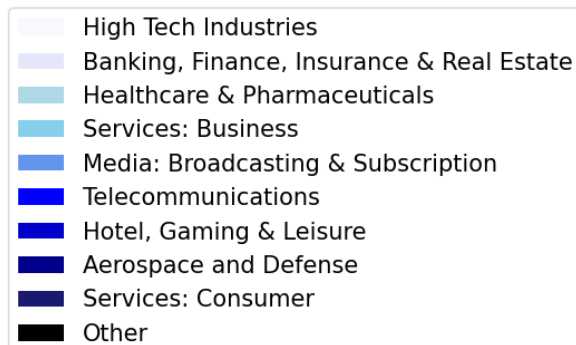 High Tech Industries
Banking, Finance, Insurance & Real Estate
Healthcare & Pharmaceuticals
Services: Business
Media: Broadcasting & Subscription
Telecommunications
Hotel, Gaming & Leisure
Aerospace and Defense
Services: Consumer
Other